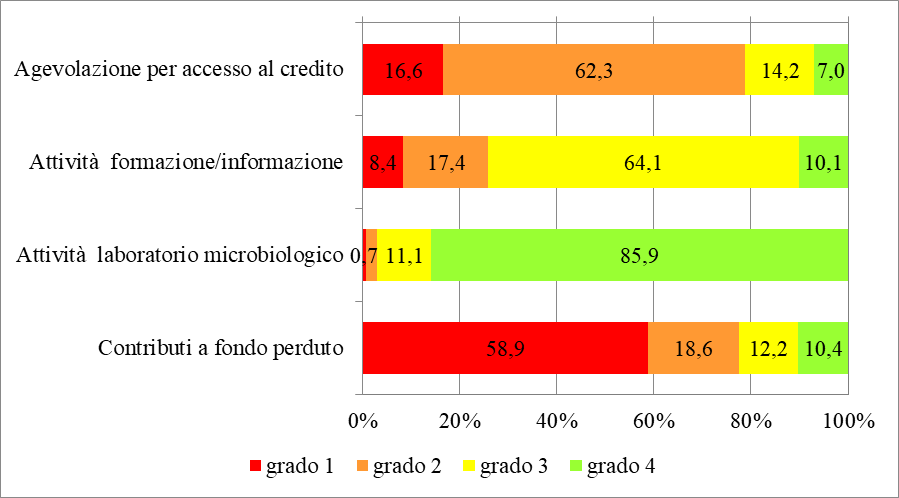 Agevolazione per accesso al credito 16,6 62,3 14,2 7,0
Attività formazione/informazione 8,4 17,4 64,1 10,1
Attività laboratorio microbiologico 0,7 11,1 85,9
Contributi a fondo perduto 58,9 18,6 12,2 10,4
0% 20% 40% 60% 80% 100%
grado 1 grado 2 grado 3 grado 4